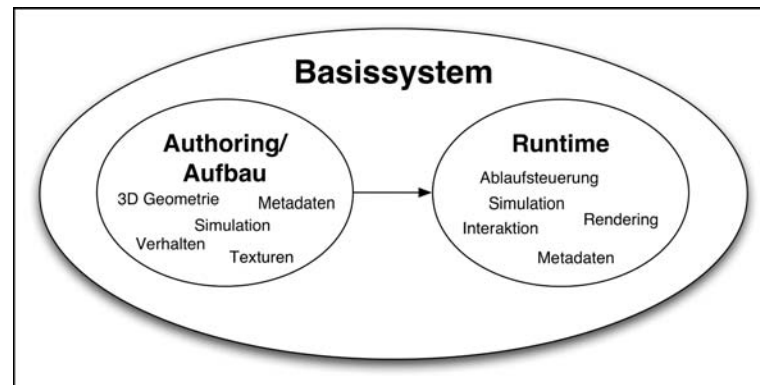 Basissystem
Authoring/
Aufbau
3D Geometrie
Metadaten
Simulation
Verhalten
Texturen
Runtime
Ablaufsteuerung
Simulation
Rendering
Interaktion
Metadaten